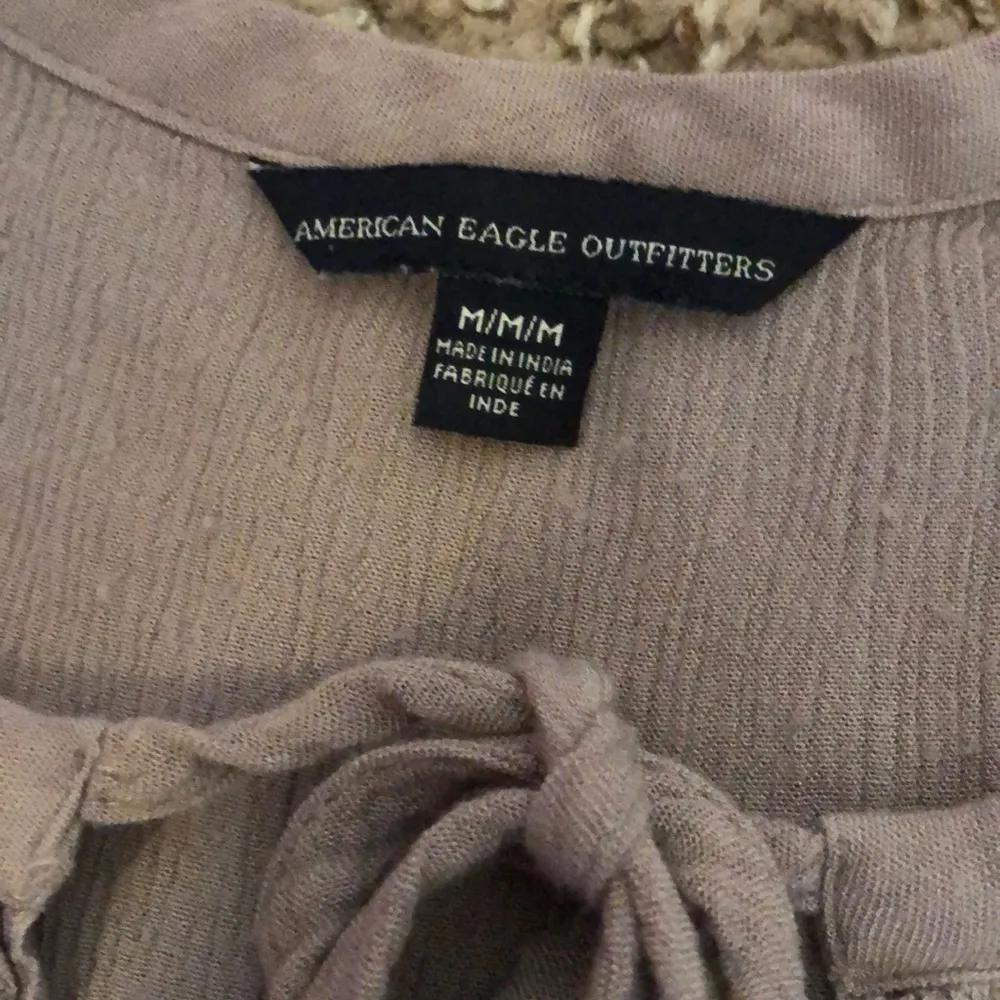 AMERICAN EAGLE OUTFITTERS
M/M/M
MADE IN INDIA
FABRIQUÉ EN
INDE